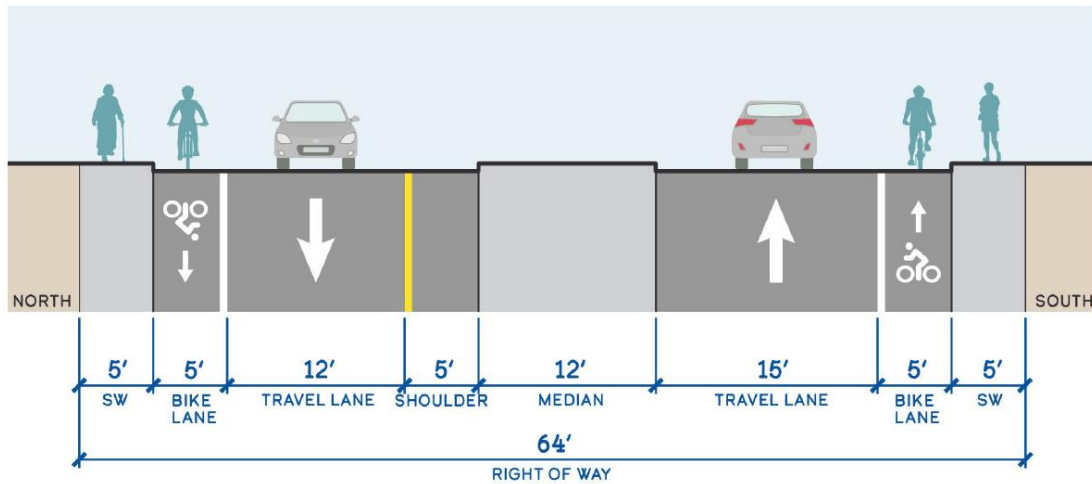 NORTH
SOUTH
5′
SW
5′
BIKE
LANE
12′
TRAVEL LANE
5′
SHOULDER
12′
MEDIAN
15′
TRAVEL LANE
5′
BIKE
LANE
5′
SW
64′
RIGHT OF WAY